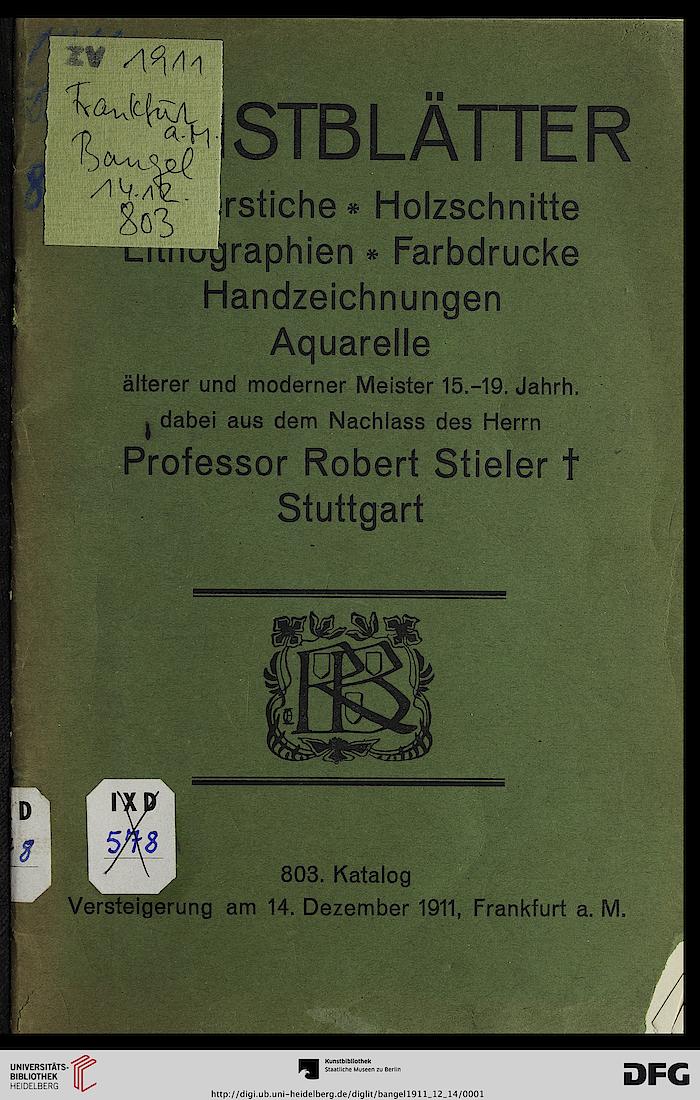 IV 1911
Frankfurt
a.M.
Bangel
14.12.
803
STBLÄTTER
rstiche * Holzschnitte
Lithographien * Farbdrucke
Handzeichnungen
Aquarelle
älterer und moderner Meister 15.-19. Jahrh.
dabei aus dem Nachlass des Herrn
Professor Robert Stieler †
Stuttgart
RB
D
8
IX D
578
803. Katalog
Versteigerung am 14. Dezember 1911, Frankfurt a. M.
UNIVERSITÄTS-
BIBLIOTHEK
HEIDELBERG
Kunstbibliothek
Staatliche Museen zu Berlin
DFG
http://digi.ub.uni-heidelberg.de/diglit/bangel1911_12_14/0001